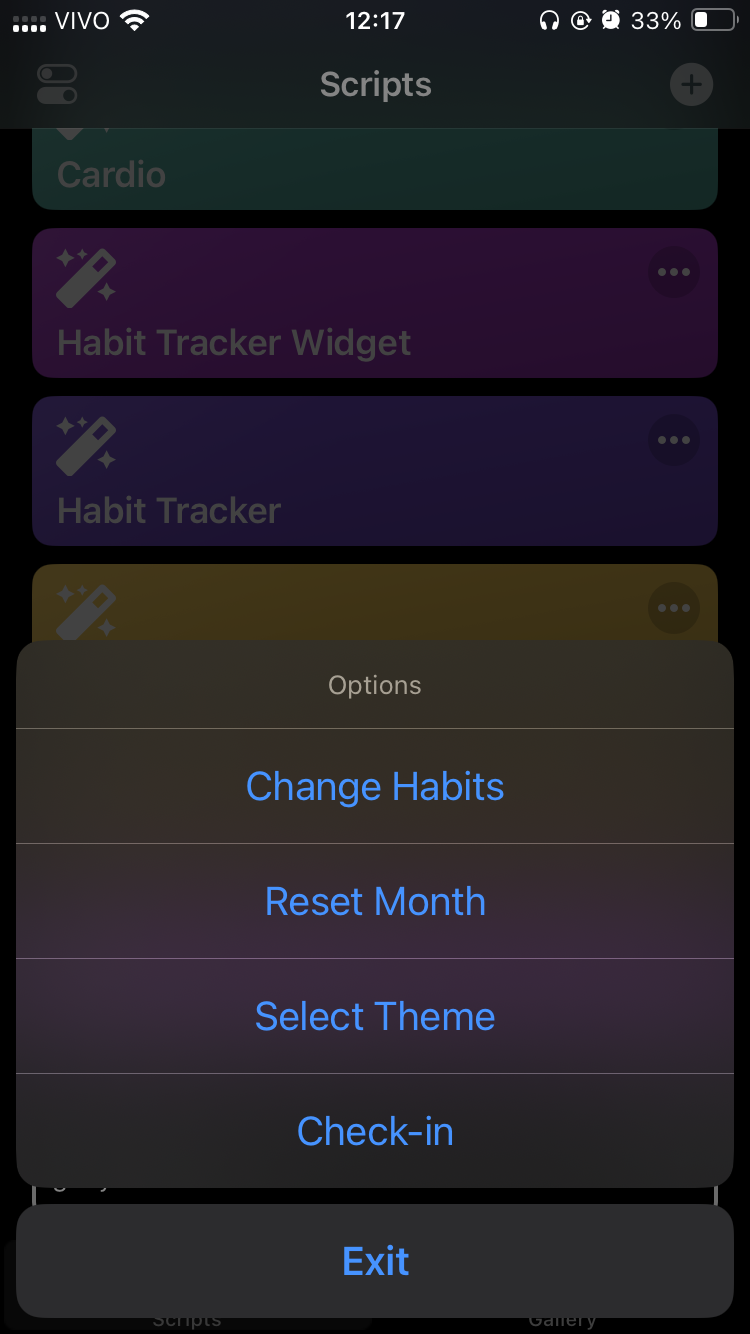 VIVO 12:17 33%
Scripts
Cardio
Habit Tracker Widget
Habit Tracker
Options
Change Habits
Reset Month
Select Theme
Check-in
Exit
Scripts Gallery